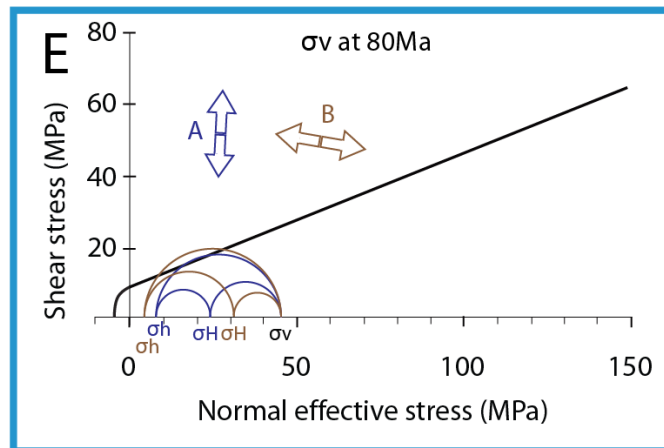 E
σv at 80Ma
80
60
40
20
Shear stress (MPa)
A
B
σh
σh
σH
σH
σv
0
50
100
150
Normal effective stress (MPa)